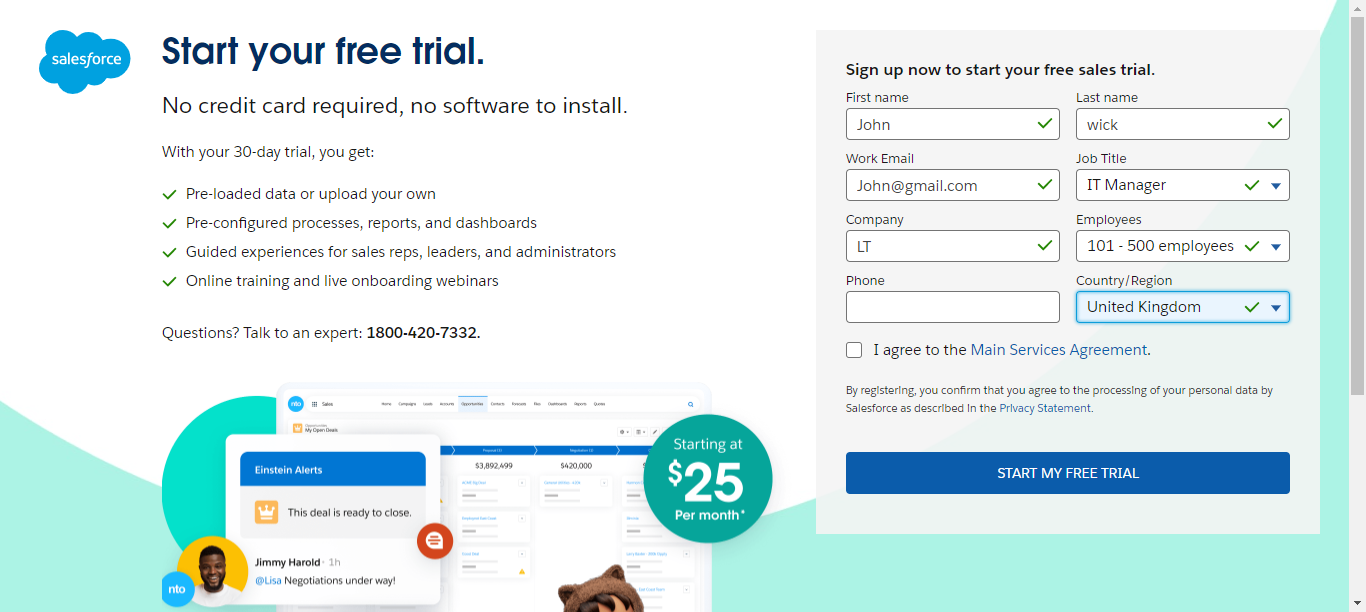 salesforce
Start your free trial.
No credit card required, no software to install.
With your 30-day trial, you get:
Pre-loaded data or upload your own
Pre-configured processes, reports, and dashboards
Guided experiences for sales reps, leaders, and administrators
Online training and live onboarding webinars
Questions? Talk to an expert: 1800-420-7332.
Sign up now to start your free sales trial.
First name Last name
John wick
Work Email Job Title
John@gmail.com IT Manager
Company Employees
LT 101 - 500 employees
Phone Country/Region
United Kingdom
I agree to the Main Services Agreement.
By registering, you confirm that you agree to the processing of your personal data by
Salesforce as described in the Privacy Statement.
START MY FREE TRIAL
nto Sales Home Campaigns Leads Accounts Opportunities Contacts Forecasts Files Dashboards Reports Quotes
Opportunities
My Open Deals
$3,892,499 $420,000
Einstein Alerts
This deal is ready to close.
Jimmy Harold · 1h
@Lisa Negotiations under way!
nto
Starting at
$25
Per month*